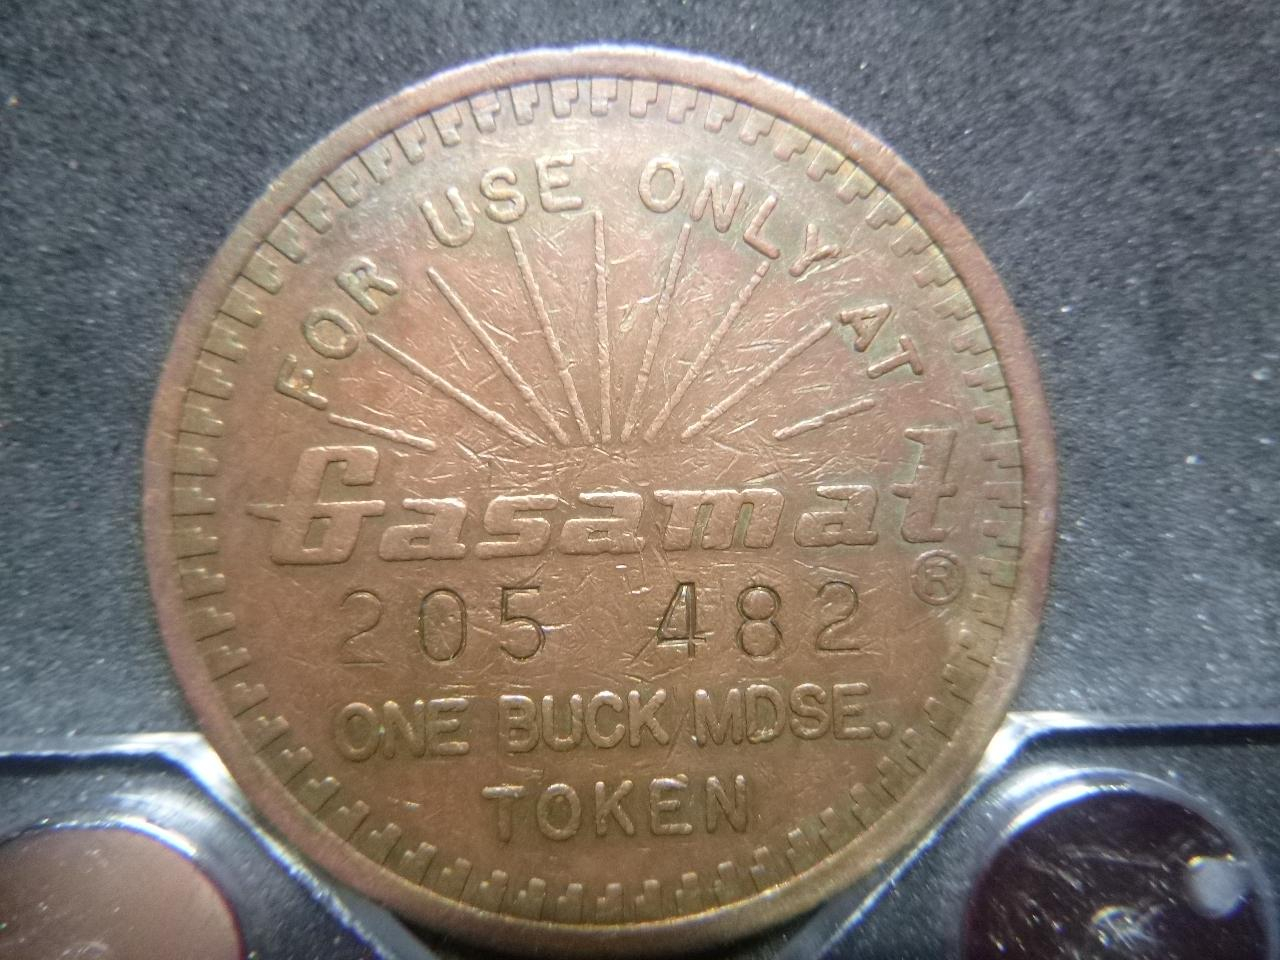 FOR USE ONLY AT
Gasamat®
205 482
ONE BUCK MDSE.
TOKEN